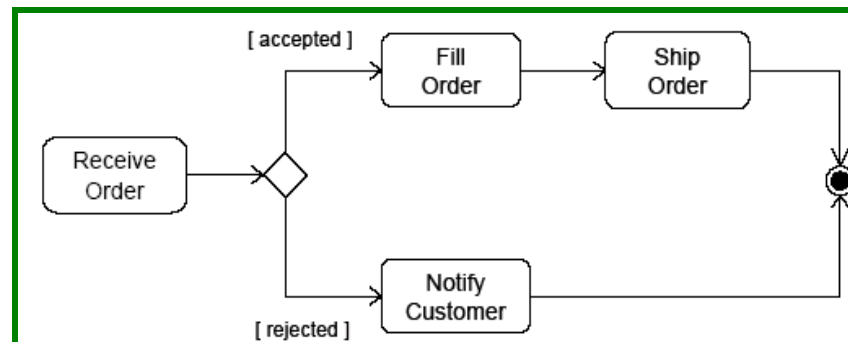 [ accepted ]
Fill
Order
Ship
Order
Receive
Order
Notify
Customer
[ rejected ]